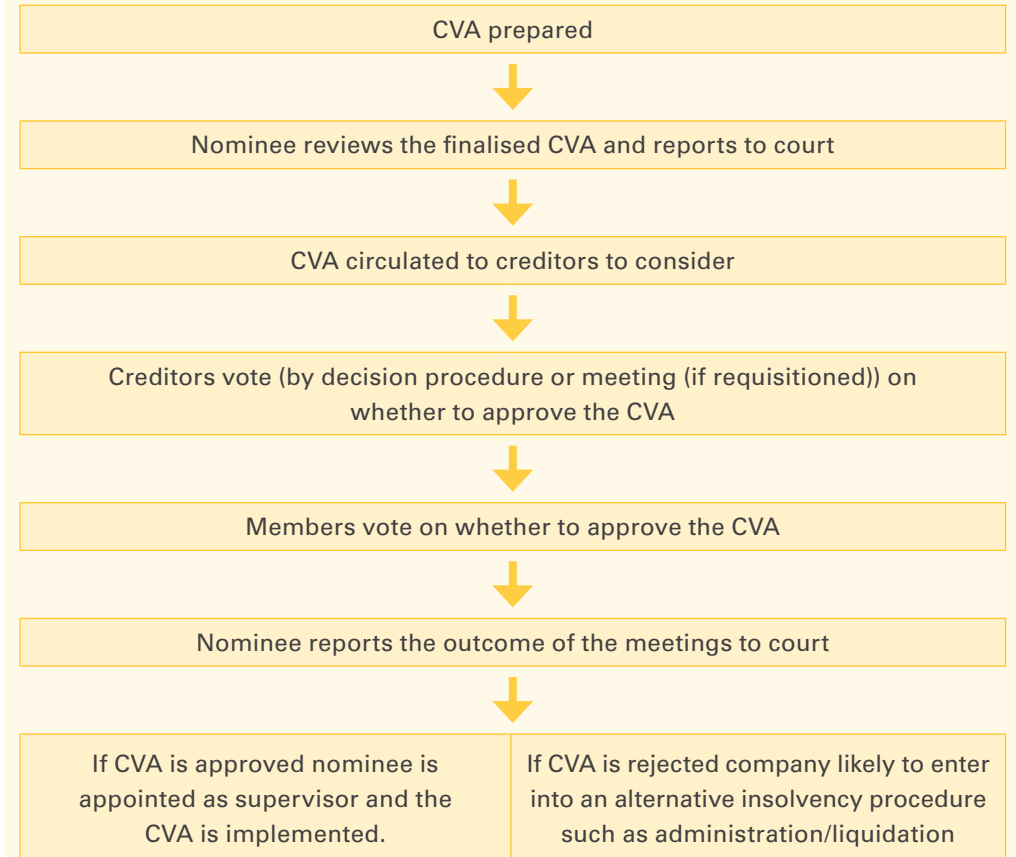 CVA prepared
Nominee reviews the finalised CVA and reports to court
CVA circulated to creditors to consider
Creditors vote (by decision procedure or meeting (if requisitioned)) on
whether to approve the CVA
Members vote on whether to approve the CVA
Nominee reports the outcome of the meetings to court
If CVA is approved nominee is
appointed as supervisor and the
CVA is implemented.
If CVA is rejected company likely to enter
into an alternative insolvency procedure
such as administration/liquidation